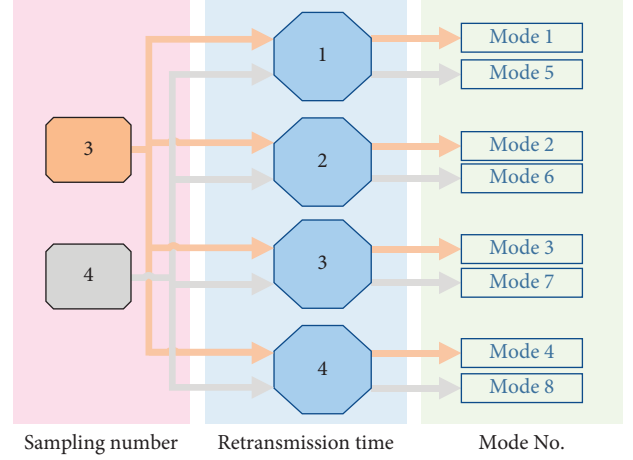 1
Mode 1
Mode 5
3
2
Mode 2
Mode 6
4
3
Mode 3
Mode 7
4
Mode 4
Mode 8
Sampling number
Retransmission time
Mode No.